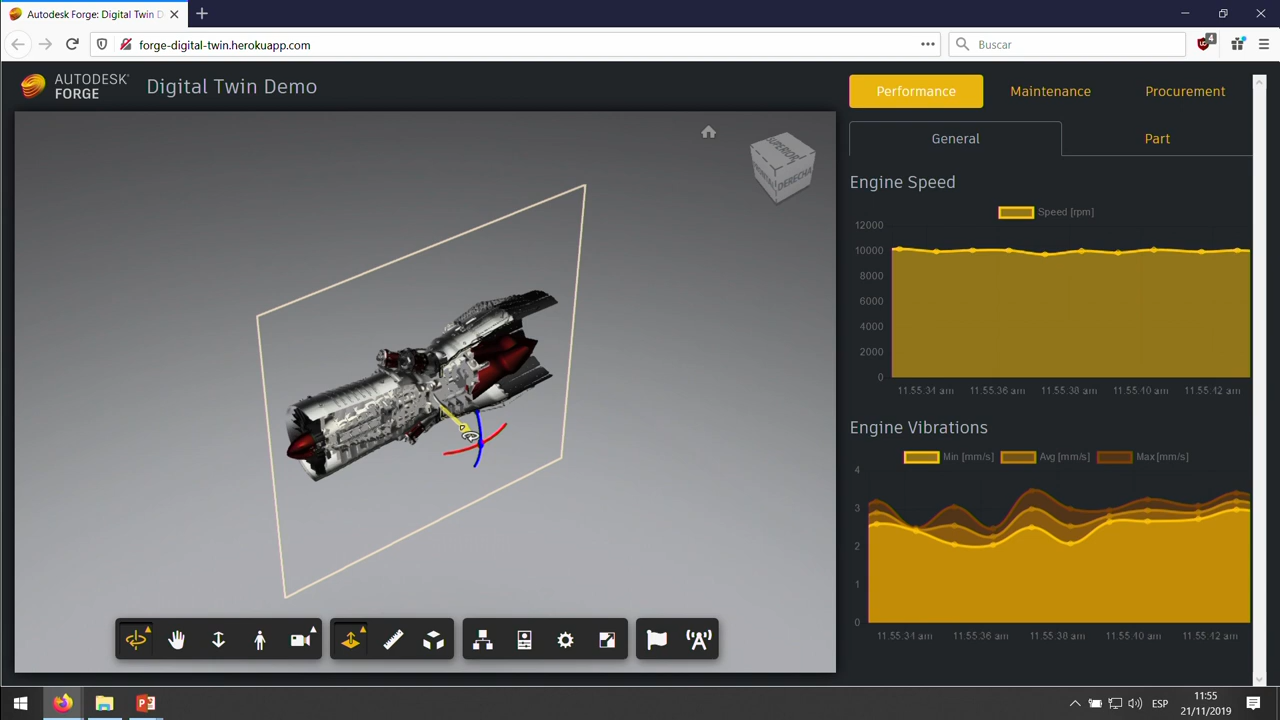 Autodesk Forge: Digital Twin D
forge-digital-twin.herokuapp.com
Buscar
4
AUTODESK
FORGE
Digital Twin Demo
Performance
Maintenance
Procurement
General
Part
SUPERIOR
FRONTAL
DERECHA
Engine Speed
Speed [rpm]
12000
10000
8000
6000
4000
2000
0
11:55:34 am
11:55:36 am
11:55:38 am
11:55:40 am
11:55:42 am
Engine Vibrations
Min [mm/s]
Avg [mm/s]
Max [mm/s]
4
3
2
1
0
11:55:34 am
11:55:36 am
11:55:38 am
11:55:40 am
11:55:42 am
ESP
11:55
21/11/2019